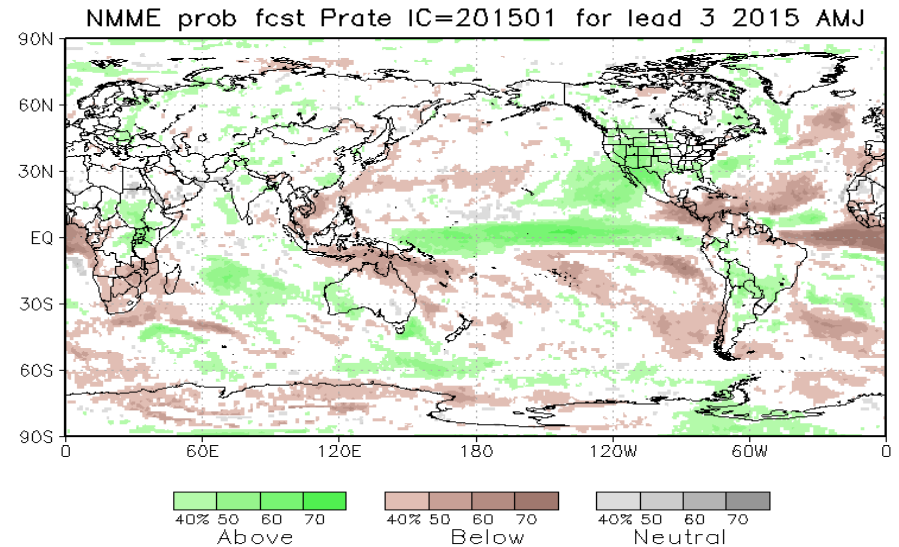 NMME prob fcst Prate IC=201501 for lead 3 2015 AMJ
90N
60N
30N
EQ
30S
60S
90S
0 60E 120E 180 120W 60W 0
40% 50 60 70 40% 50 60 70 40% 50 60 70
Above Below Neutral